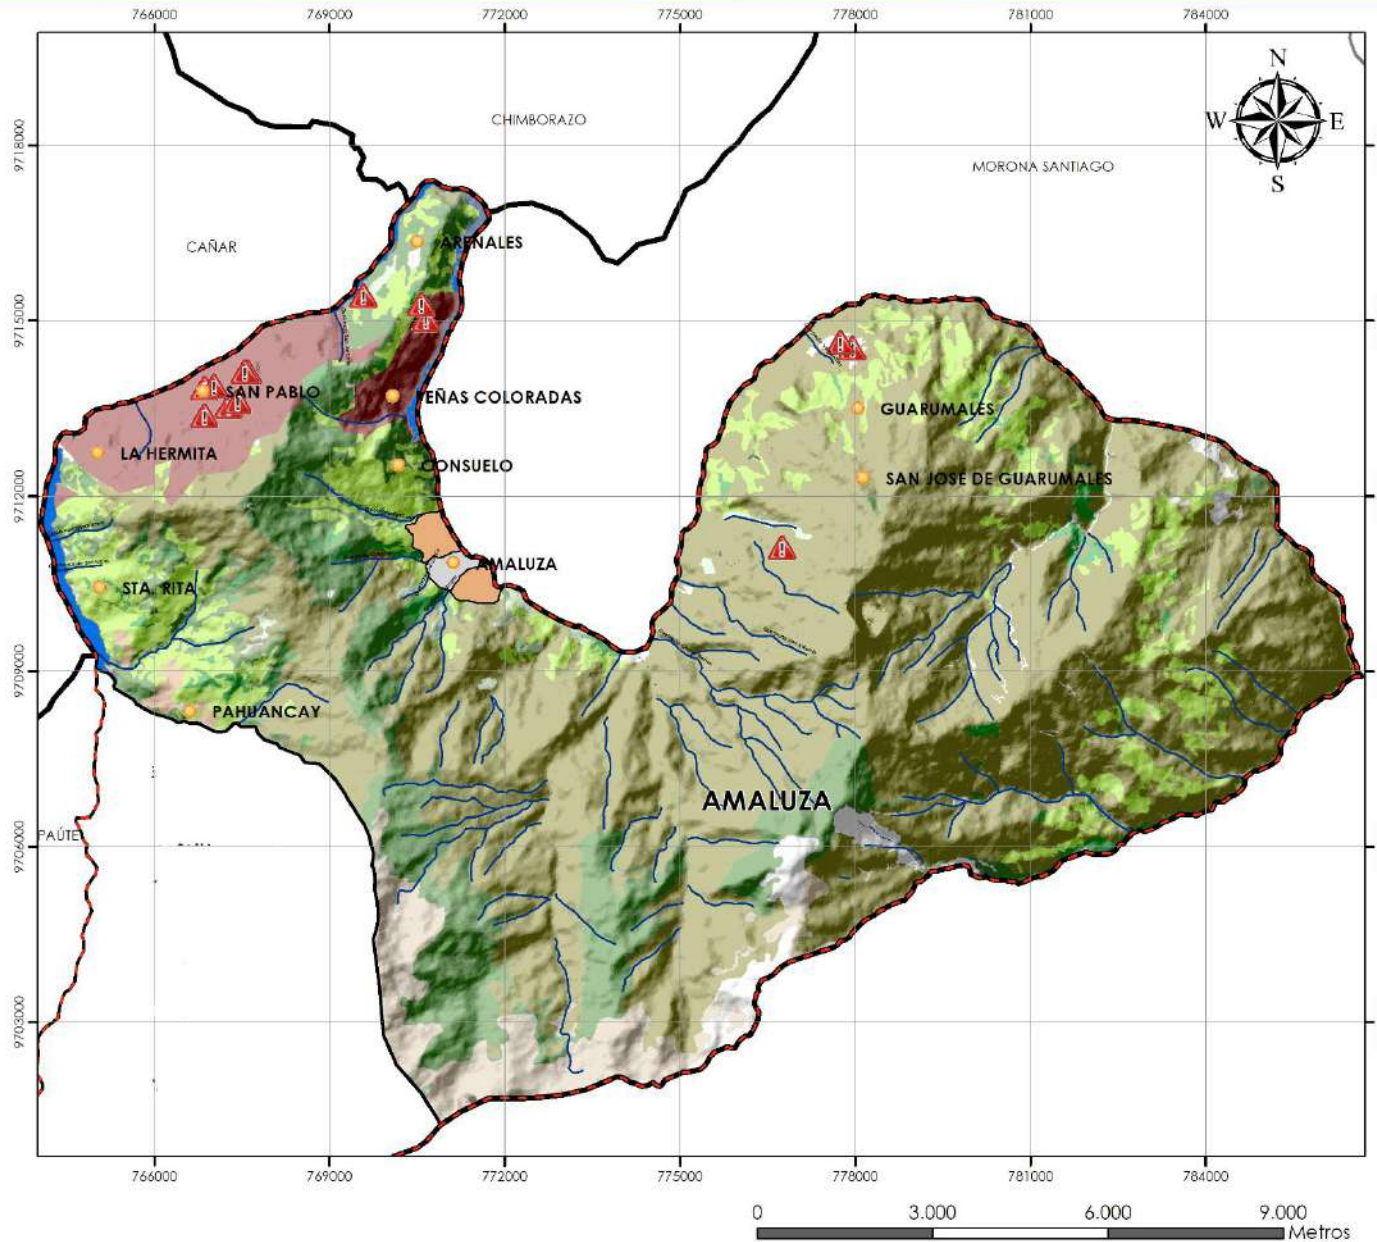 766000 769000 772000 775000 778000 781000 784000
N
W E
S
CHIMBORAZO
9718000
MORONA SANTIAGO
CAÑAR
ARENALES
9715000
SAN PABLO
PEÑAS COLORADAS
GUARUMALES
LA HERMITA
CONSUELO
SAN JOSE DE GUARUMALES
9712000
AMALUZA
STA. RITA
9709000
PAHUANCAY
AMALUZA
PAÚTE
9706000
9703000
766000 769000 772000 775000 778000 781000 784000
0 3.000 6.000 9.000
Metros